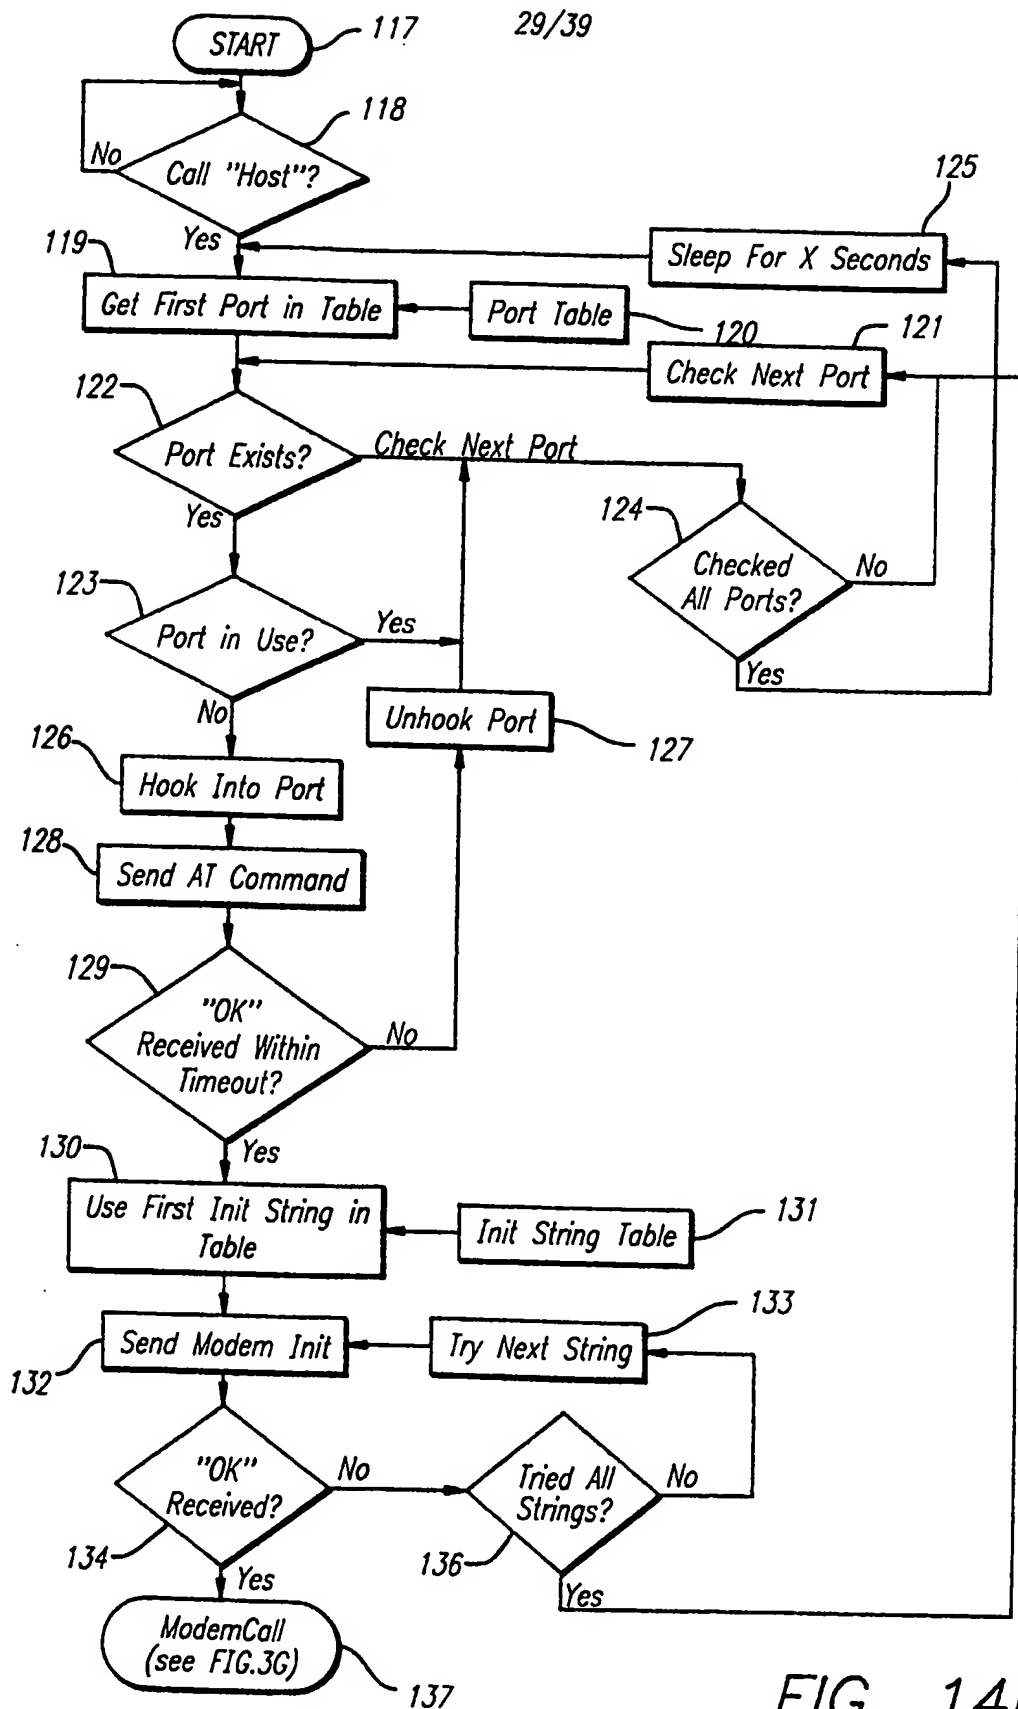 29/39
START
117
118
Call "Host"?
No
Yes
125
Sleep For X Seconds
119
Get First Port in Table
Port Table
120
121
Check Next Port
122
Port Exists?
Check Next Port
Yes
124
Checked
All Ports?
No
Yes
123
Port in Use?
Yes
No
Unhook Port
127
126
Hook Into Port
128
Send AT Command
129
"OK"
Received Within
Timeout?
No
Yes
130
Use First Init String in
Table
Init String Table
131
133
Send Modem Init
Try Next String
132
"OK"
Received?
No
134
Yes
Tried All
Strings?
No
136
Yes
ModemCall
(see FIG.3G)
137
FIG. 14